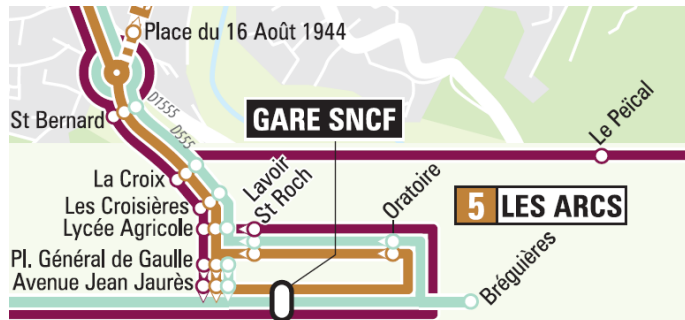 Place du 16 Août 1944
D1555
D555
St Bernard
GARE SNCF
Le Peïcal
La Croix
Lavoir
St Roch
Oratoire
Les Croisières
5 LES ARCS
Lycée Agricole
Pl. Général de Gaulle
Avenue Jean Jaurès
Bréguières